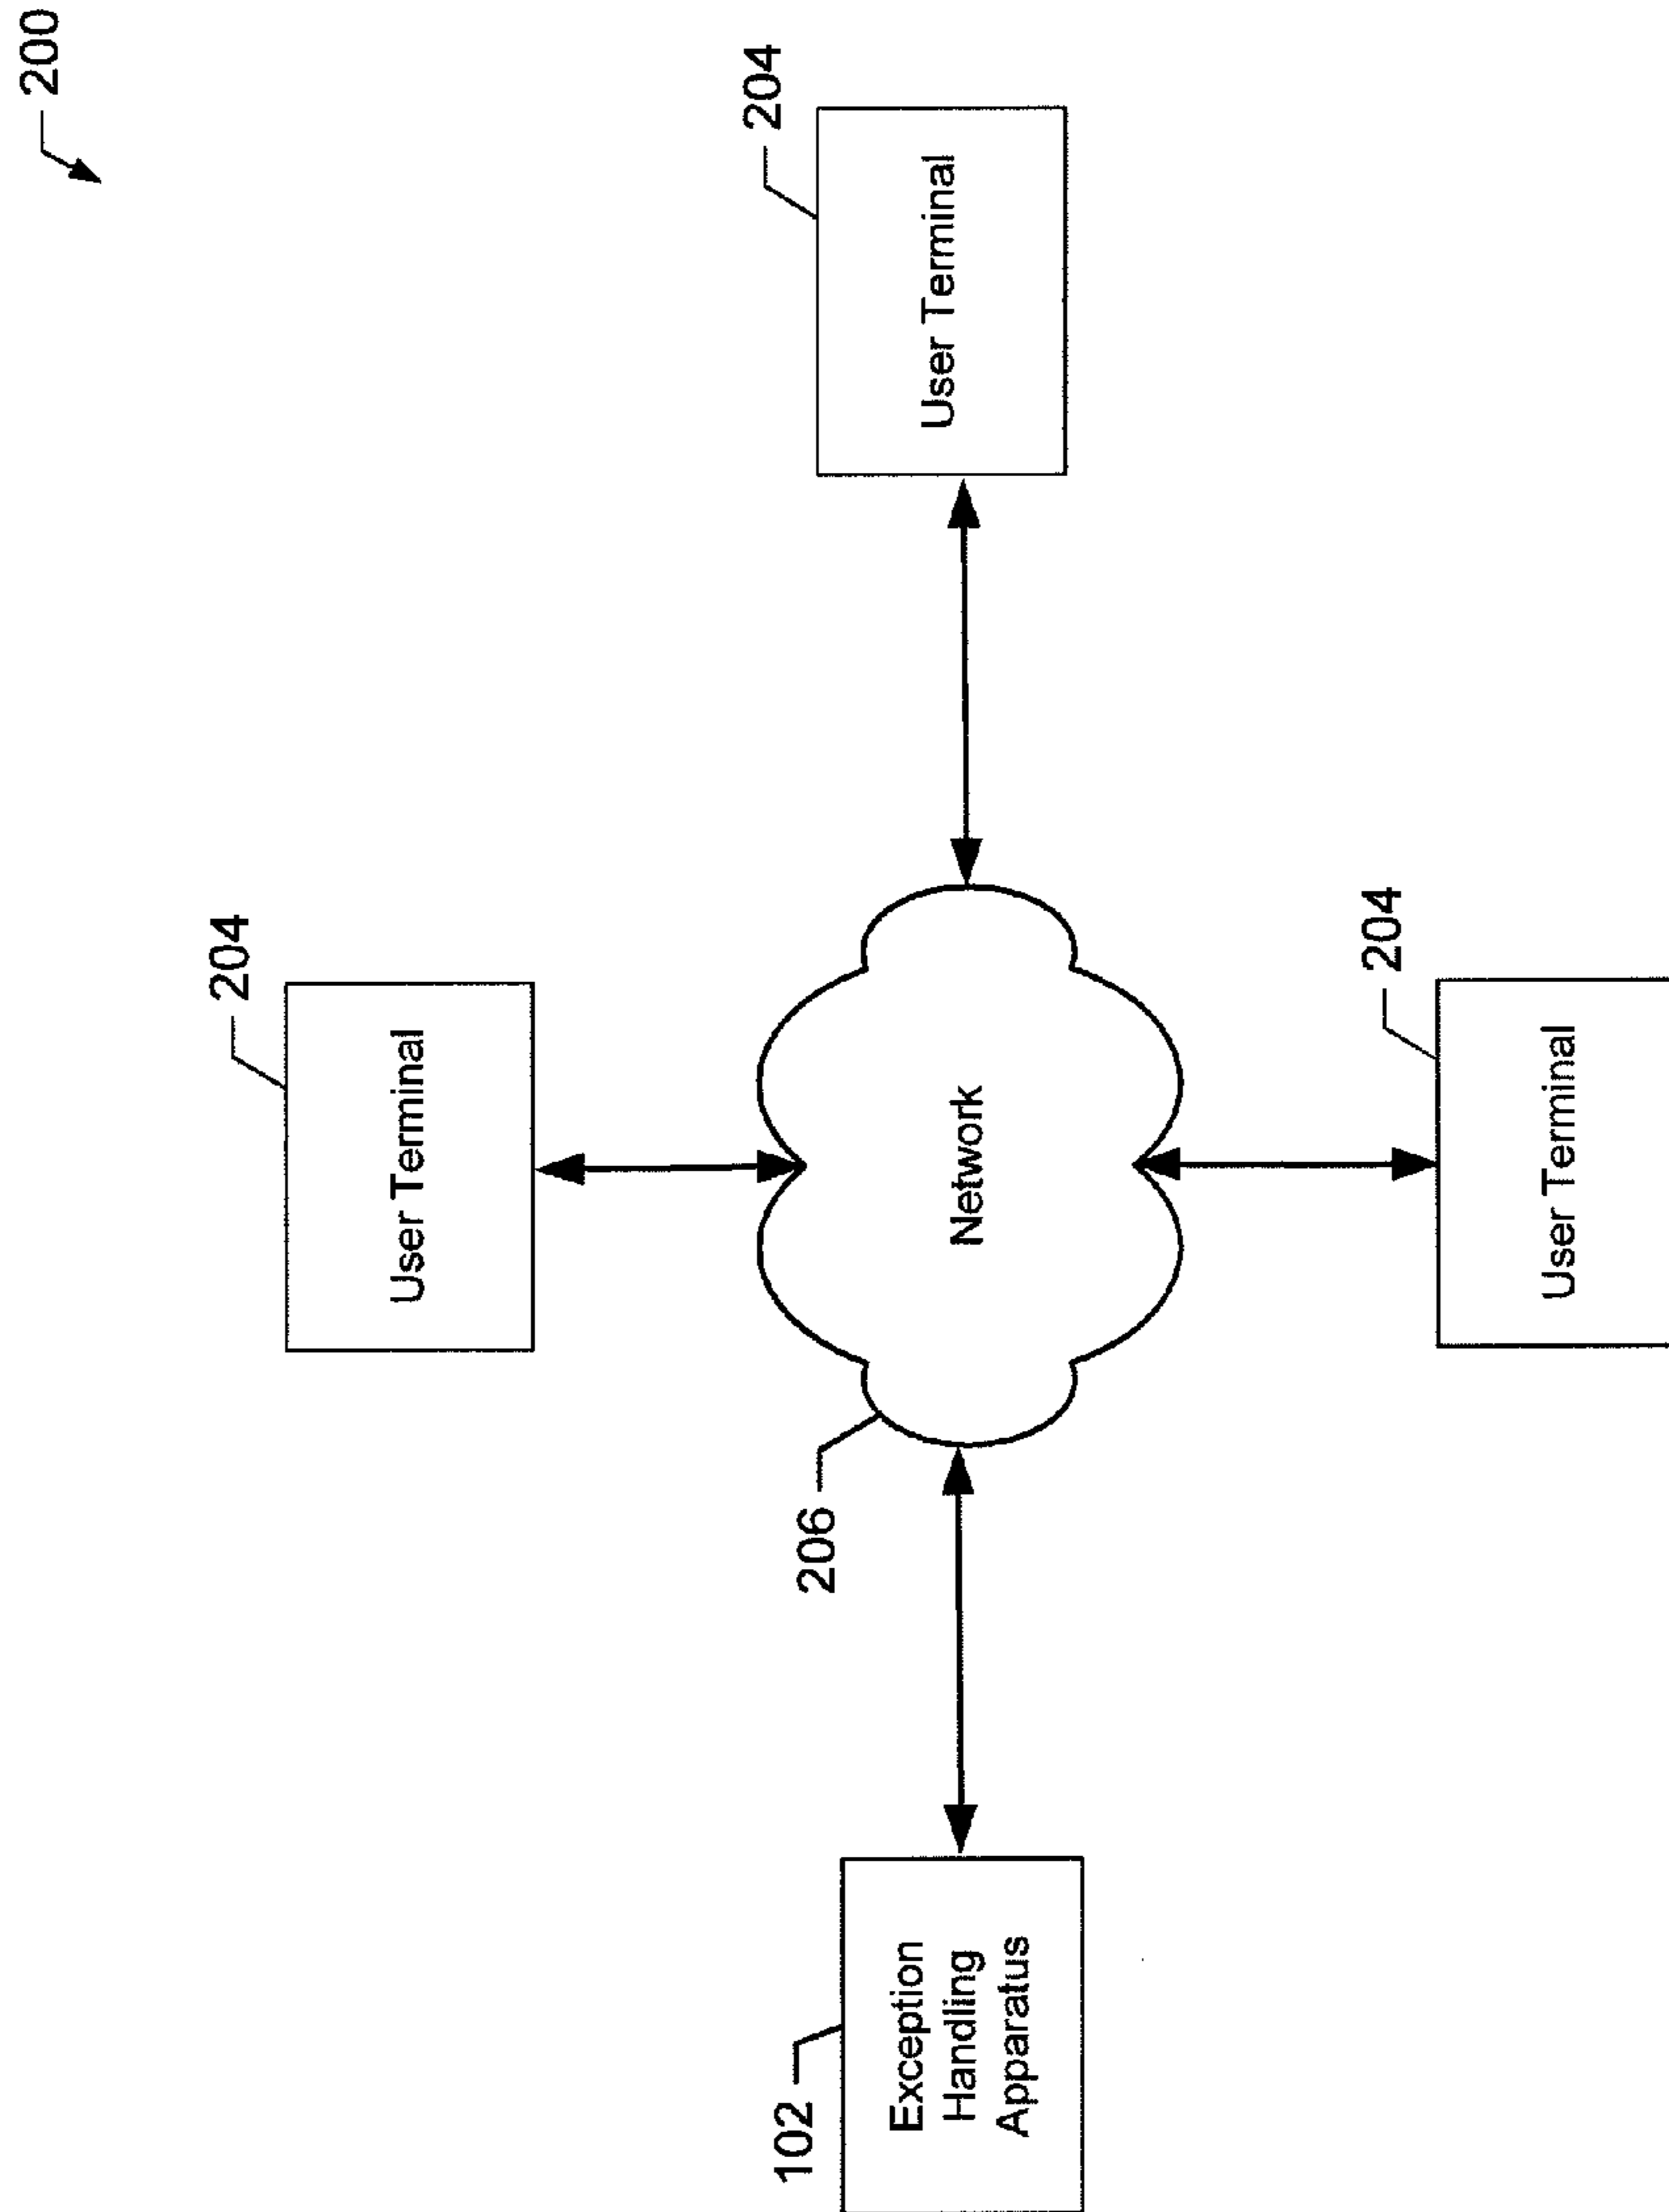 200
204
User Terminal
102
Exception
Handling
Apparatus
206
Network
204
User Terminal
204
User Terminal